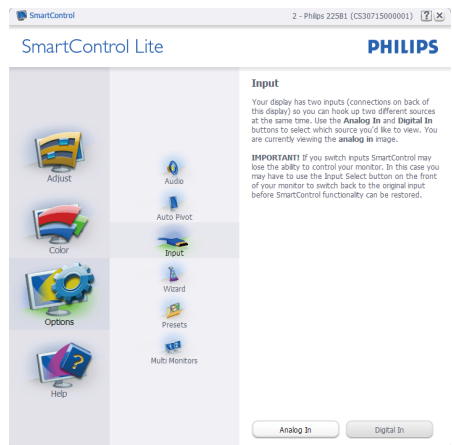 SmartControl
2 - Philips 225B1 (CS30715000001)
SmartControl Lite
PHILIPS
Adjust
Color
Options
Help
Audio
Auto Pivot
Input
Wizard
Presets
Multi Monitors
Input
Your display has two inputs (connections on back of
this display) so you can hook up two different sources
at the same time. Use the Analog In and Digital In
buttons to select which source you'd like to view. You
are currently viewing the analog in image.
IMPORTANT! If you switch inputs SmartControl may
lose the ability to control your monitor. In this case you
may have to use the Input Select button on the front
of your monitor to switch back to the original input
before SmartControl functionality can be restored.
Analog In
Digital In